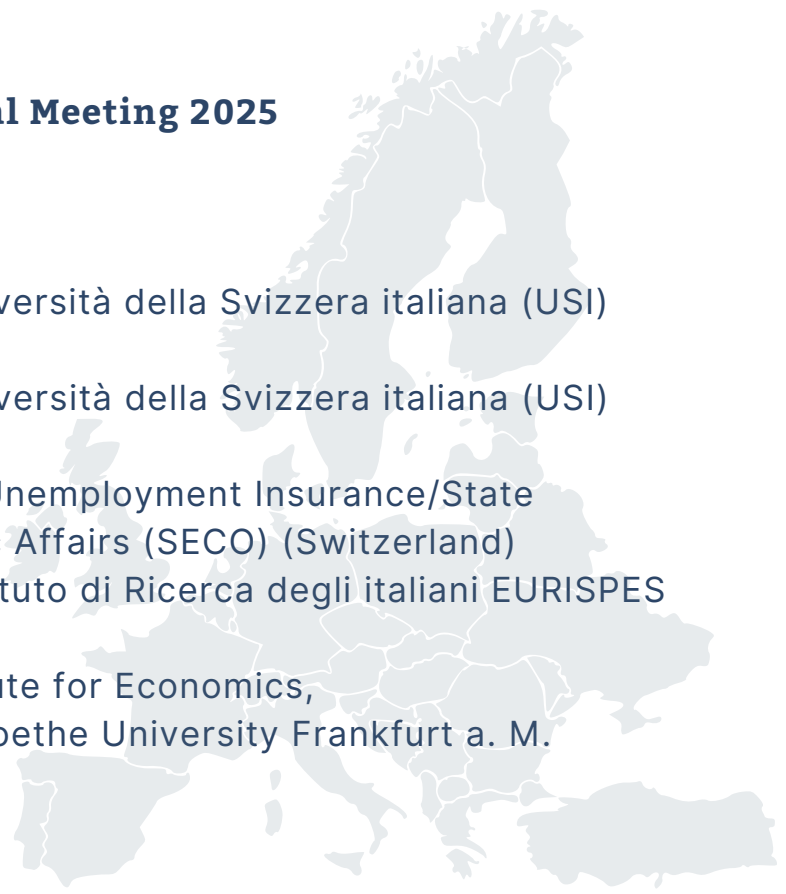 al Meeting 2025
versità della Svizzera italiana (USI)
versità della Svizzera italiana (USI)
Unemployment Insurance/State
Affairs (SECO) (Switzerland)
tuto di Ricerca degli italiani EURISPES
ute for Economics,
oethe University Frankfurt a. M.